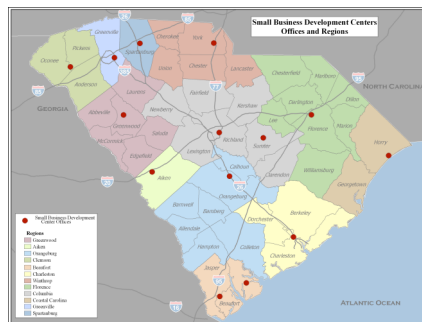 Small Business Development Centers
Offices and Regions
Greenville
Spartanburg
Cherokee
York
Pickens
Oconee
Anderson
Union
Chester
Lancaster
Laurens
Abbeville
Greenwood
McCormick
Saluda
Edgefield
Newberry
Fairfield
Kershaw
Richland
Lexington
Sumter
Clarendon
Lee
Chesterfield
Marlboro
Darlington
Dillon
Florence
Marion
Williamsburg
Horry
Georgetown
Aiken
Calhoun
Orangeburg
Barnwell
Bamberg
Allendale
Hampton
Colleton
Dorchester
Berkeley
Charleston
Jasper
Beaufort
GEORGIA
NORTH CAROLINA
ATLANTIC OCEAN
Small Business Development
Center Offices
Regions
Greenwood
Aiken
Orangeburg
Clemson
Beaufort
Charleston
Winthrop
Florence
Columbia
Coastal Carolina
Greenville
Spartanburg